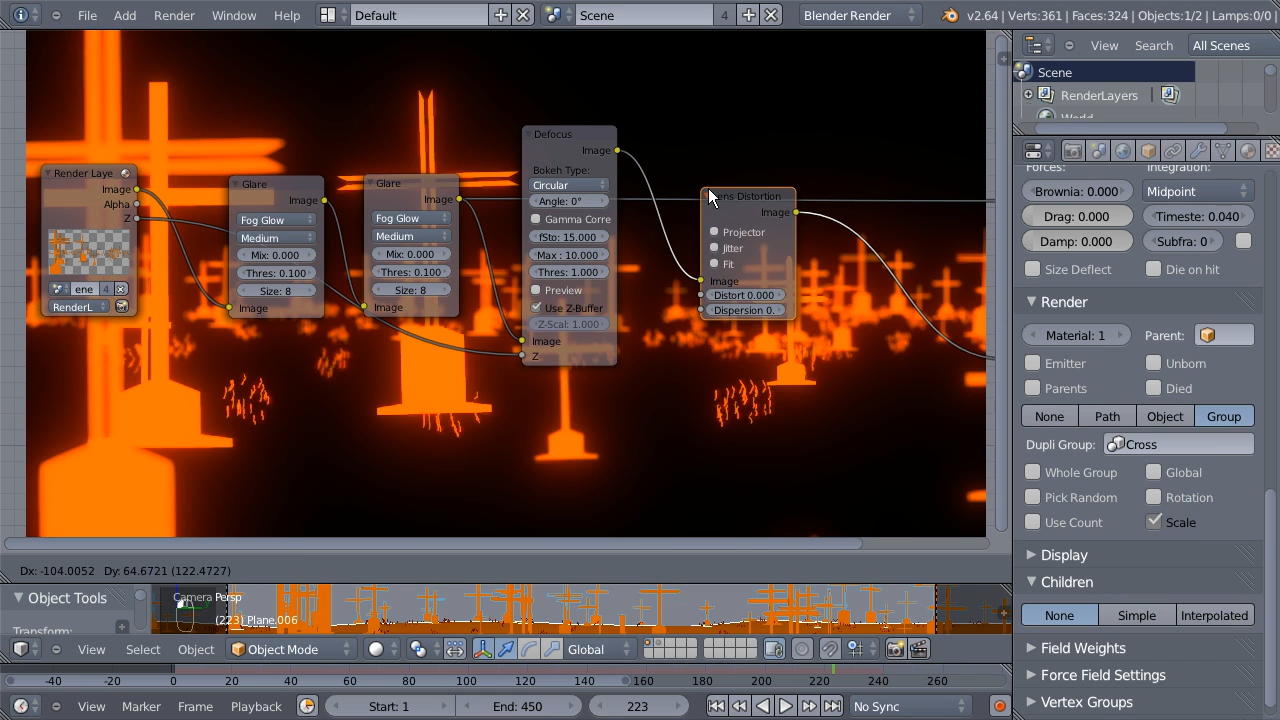 File Add Render Window Help Default Scene 4 Blender Render v2.64 | Verts:361 | Faces:324 | Objects:1/2 | Lamps:0/0 |
View Search All Scenes
Scene
RenderLayers |
Forces: Integration:
Brownia: 0.000 Midpoint
Drag: 0.000 Timeste: 0.040
Damp: 0.000 Subfra: 0
Size Deflect Die on hit
Render
Material: 1 Parent:
Emitter Unborn
Parents Died
None Path Object Group
Dupli Group: Cross
Whole Group Global
Pick Random Rotation
Use Count Scale
Display
Children
None Simple Interpolated
Field Weights
Force Field Settings
Vertex Groups
Render Laye
Image
Alpha
Z
ene 4
RenderL
Glare
Image
Fog Glow
Medium
Mix: 0.000
Thres: 0.100
Size: 8
Image
Glare
Image
Fog Glow
Medium
Mix: 0.000
Thres: 0.100
Size: 8
Image
Defocus
Image
Bokeh Type:
Circular
Angle: 0°
Gamma Corre
fSto: 15.000
Max : 10.000
Thres: 1.000
Preview
Use Z-Buffer
Z-Scal: 1.000
Image
Z
ens Distortion
Image
Projector
Jitter
Fit
Image
Distort 0.000
Dispersion 0.
Dx: -104.0052 Dy: 64.6721 (122.4727)
Object Tools
Transform:
Camera Persp
(223) Plane.006
View Select Object Object Mode Global
-40 -20 0 20 40 60 80 100 120 140 160 180 200 220 240 260
View Marker Frame Playback Start: 1 End: 450 223 No Sync